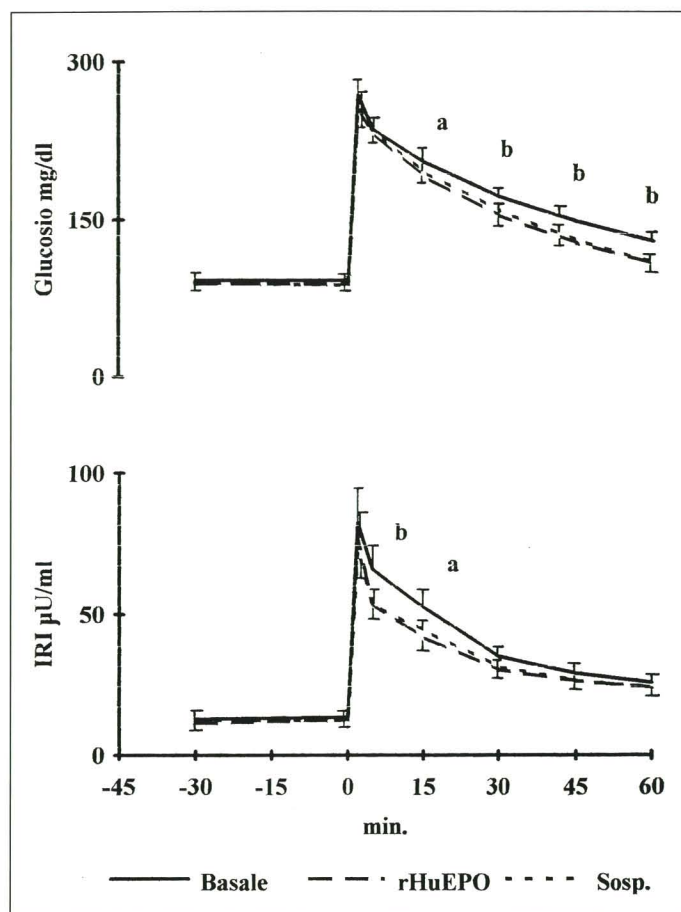 300
a
b
b
b
150
0
Glucosio mg/dl
100
b
a
50
0
IRI µU/ml
-45 -30 -15 0 15 30 45 60
min.
Basale rHuEPO Sosp.